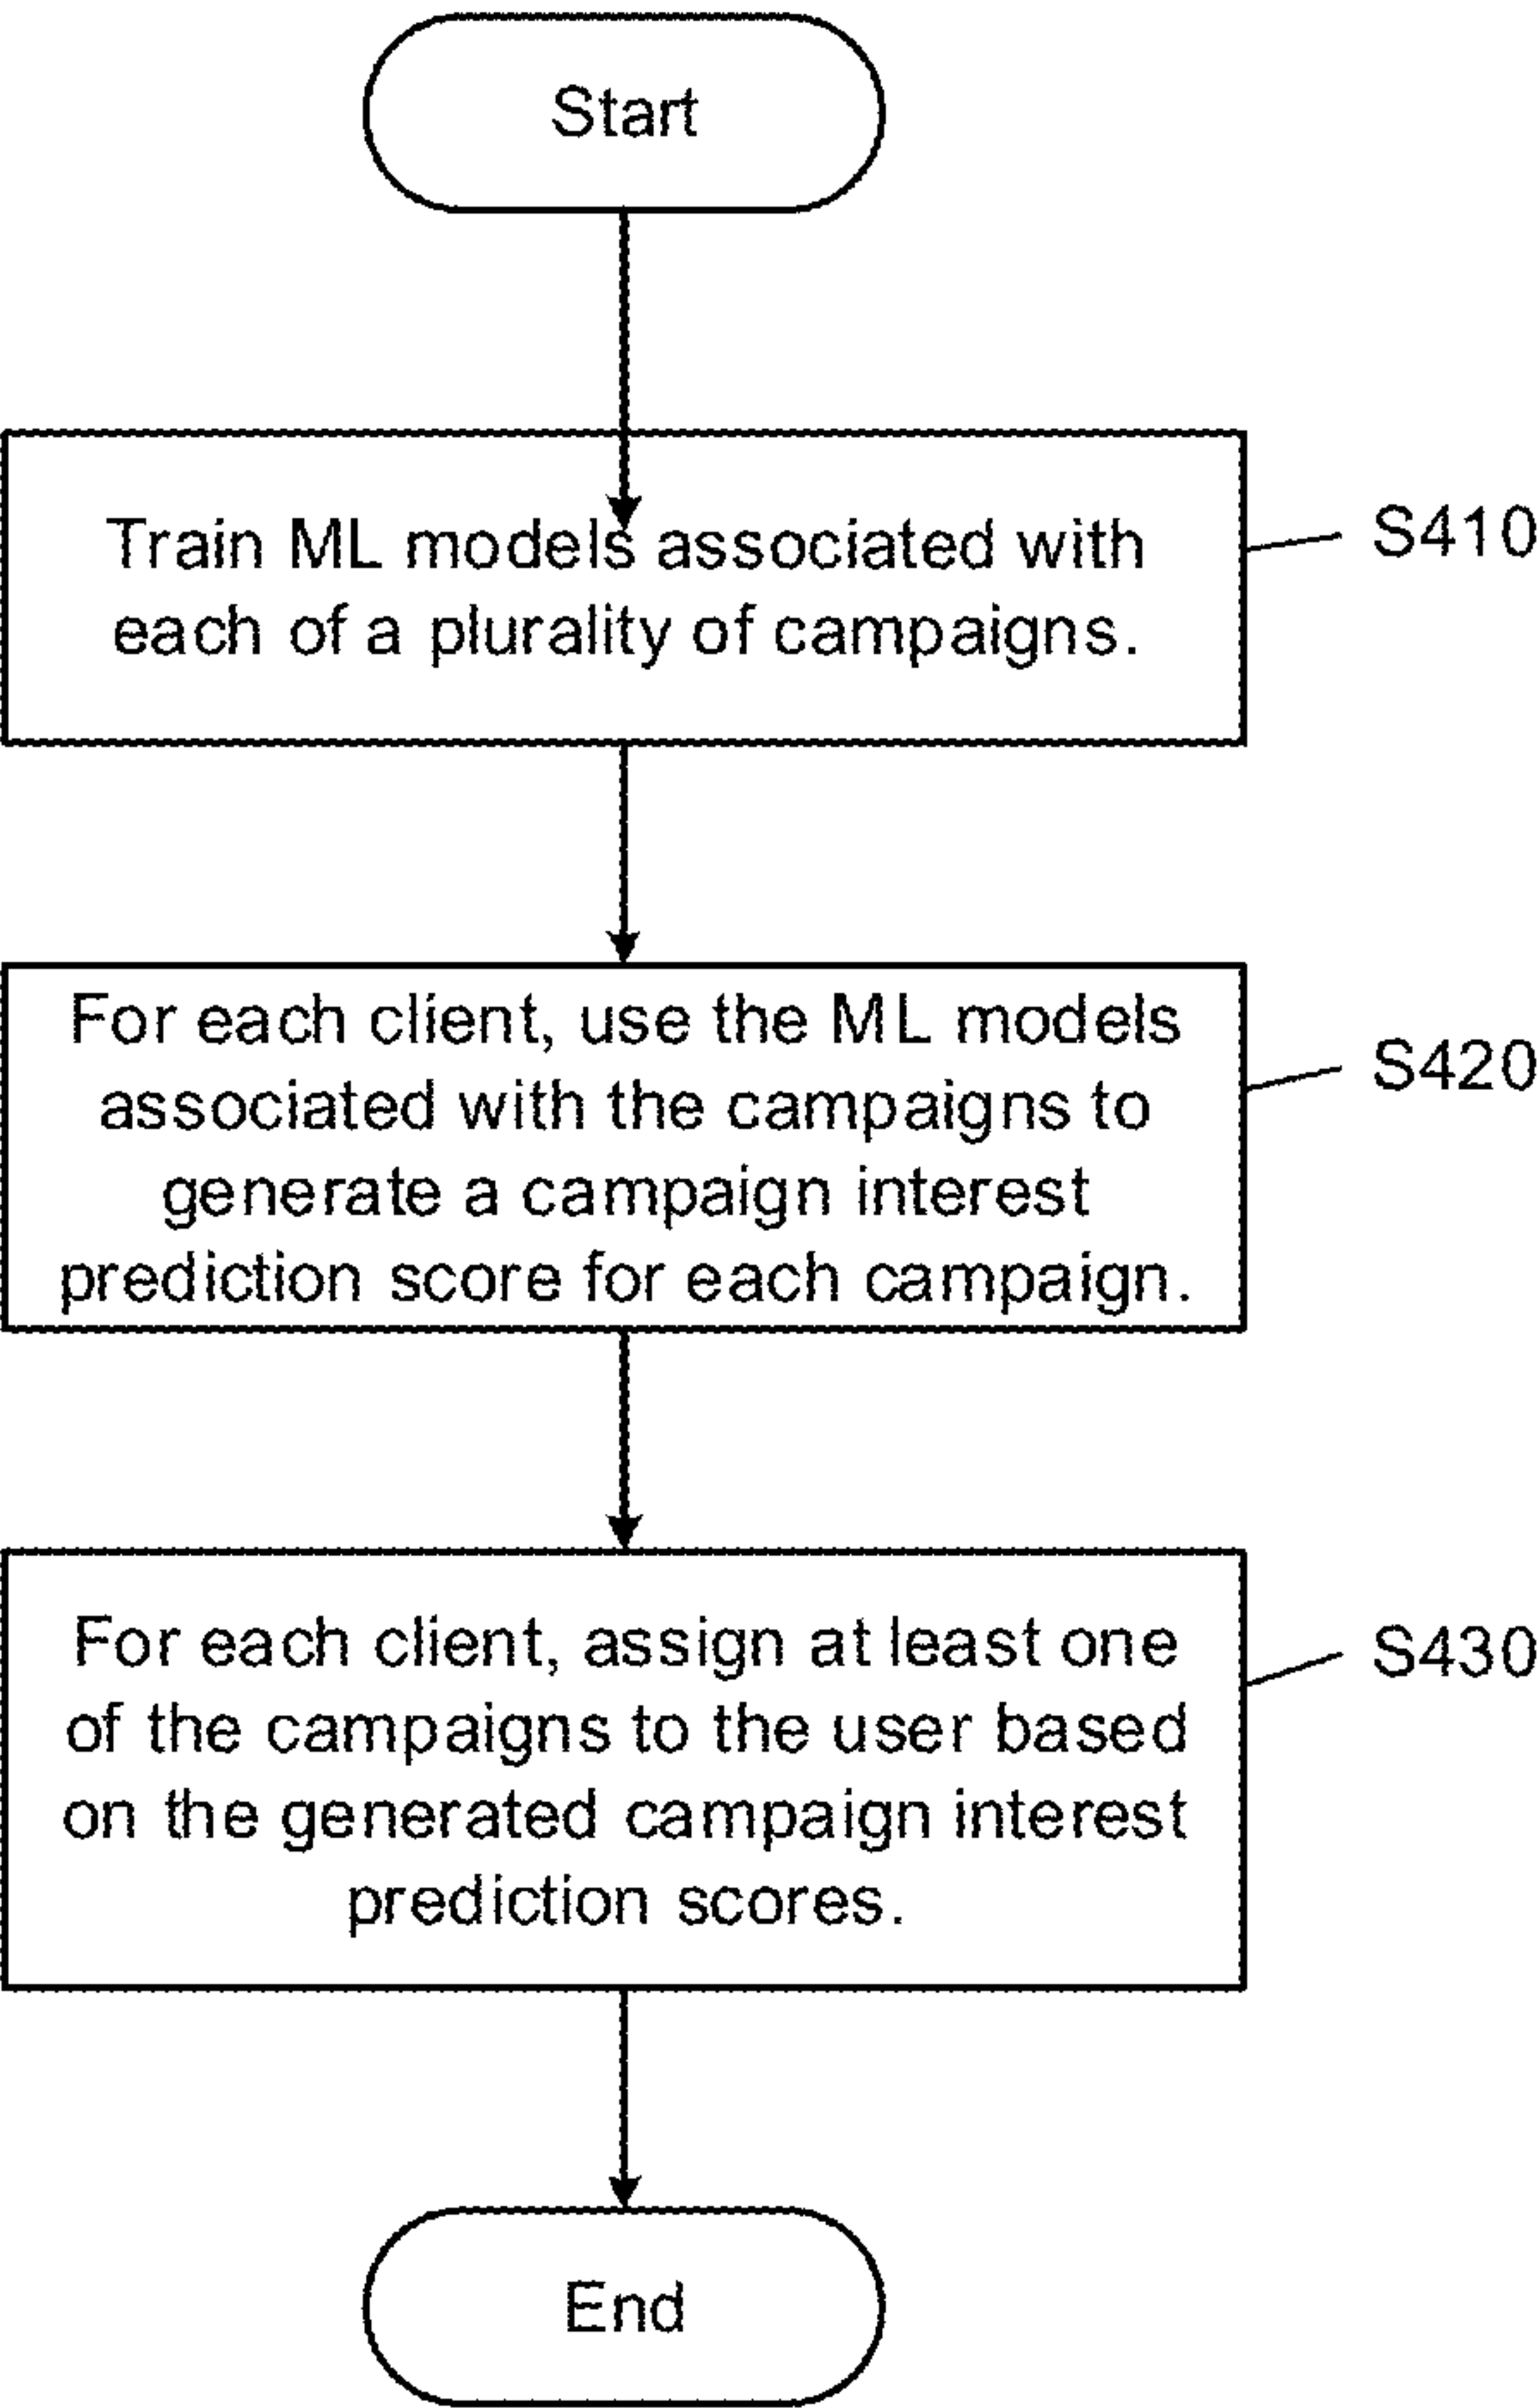 Start
Train ML models associated with
each of a plurality of campaigns.
S410
For each client, use the ML models
associated with the campaigns to
generate a campaign interest
prediction score for each campaign.
S420
For each client, assign at least one
of the campaigns to the user based
on the generated campaign interest
prediction scores.
S430
End